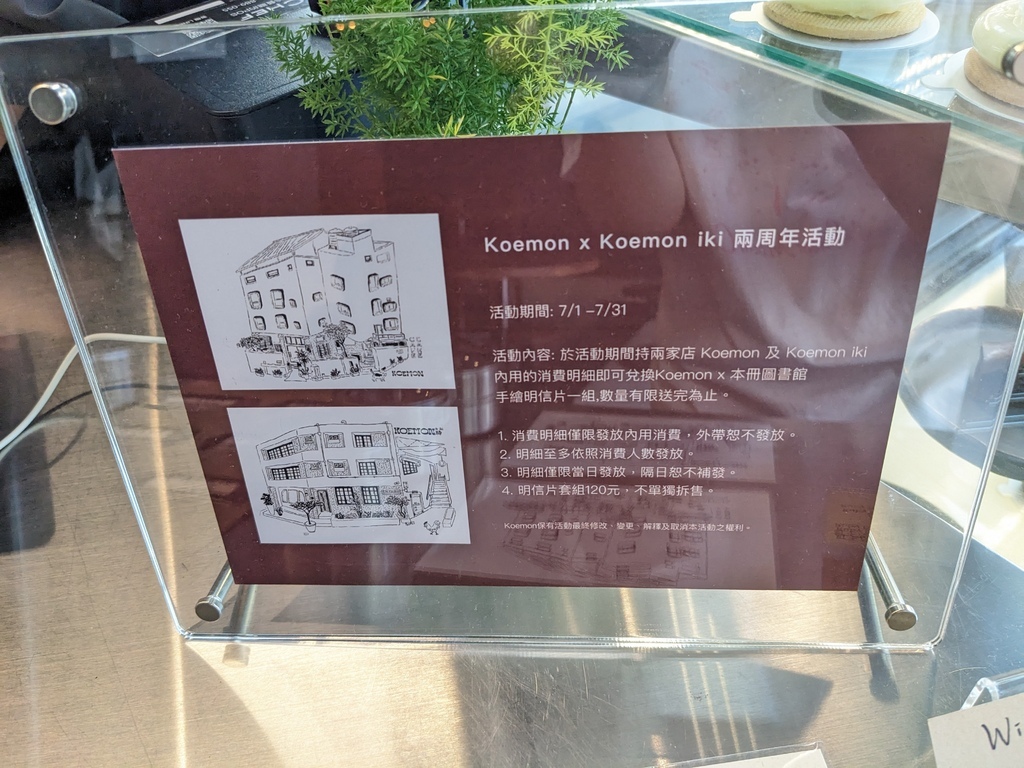 Koemon x Koemon iki 兩周年活動
活動期間: 7/1 –7/31
活動內容: 於活動期間持兩家店 Koemon 及 Koemon iki
內用的消費明細即可兌換Koemon x 本冊圖書館
手繪明信片一組,數量有限送完為止。
1. 消費明細僅限發放內用消費，外帶恕不發放。
2. 明細至多依照消費人數發放。
3. 明細僅限當日發放，隔日恕不補發。
4. 明信片套組120元，不單獨拆售。
Koemon保有活動最終修改、變更、解釋及取消本活動之權利。
KOEMON
KOEMON
Wi